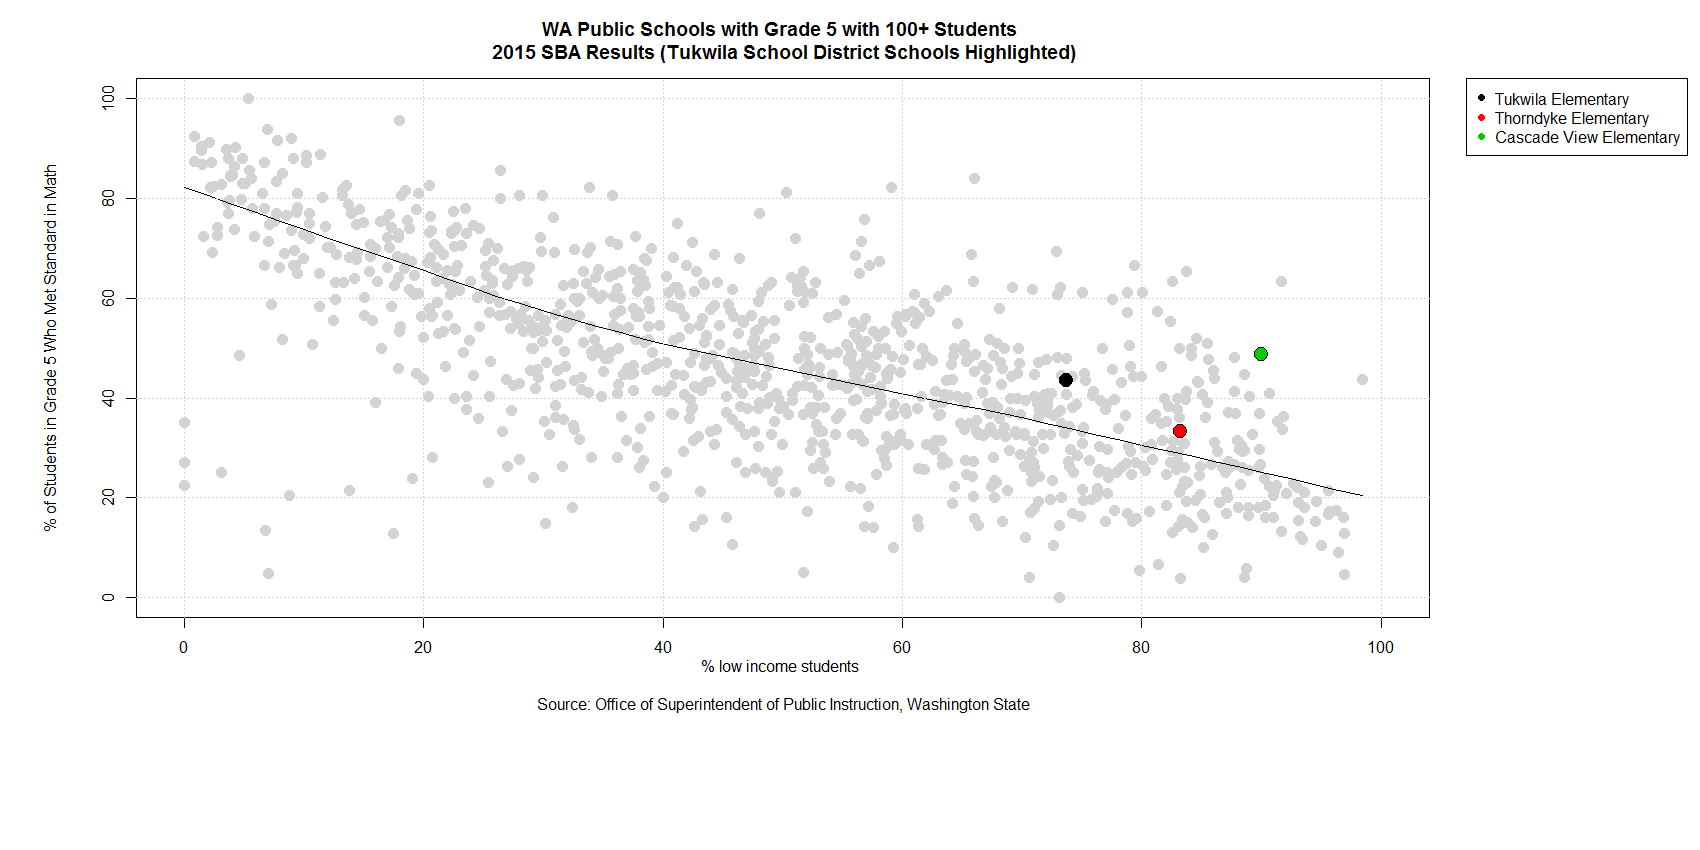 WA Public Schools with Grade 5 with 100+ Students
2015 SBA Results (Tukwila School District Schools Highlighted)
Tukwila Elementary
Thorndyke Elementary
Cascade View Elementary
% of Students in Grade 5 Who Met Standard in Math
100
80
60
40
20
0
0 20 40 60 80 100
% low income students
Source: Office of Superintendent of Public Instruction, Washington State